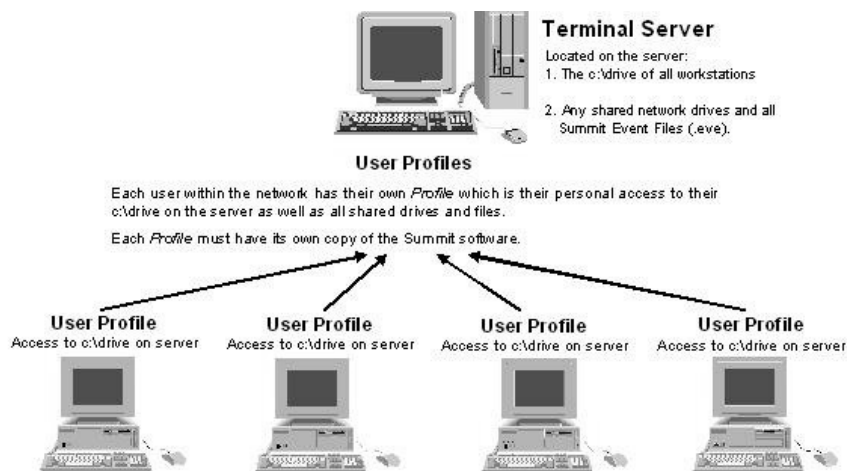 Terminal Server
Located on the server:
1. The c:\drive of all workstations
2. Any shared network drives and all
Summit Event Files (.eve).
User Profiles
Each user within the network has their own Profile which is their personal access to their
c:\drive on the server as well as all shared drives and files.
Each Profile must have its own copy of the Summit software.
User Profile
Access to c:\drive on server
User Profile
Access to c:\drive on server
User Profile
Access to c:\drive on server
User Profile
Access to c:\drive on server